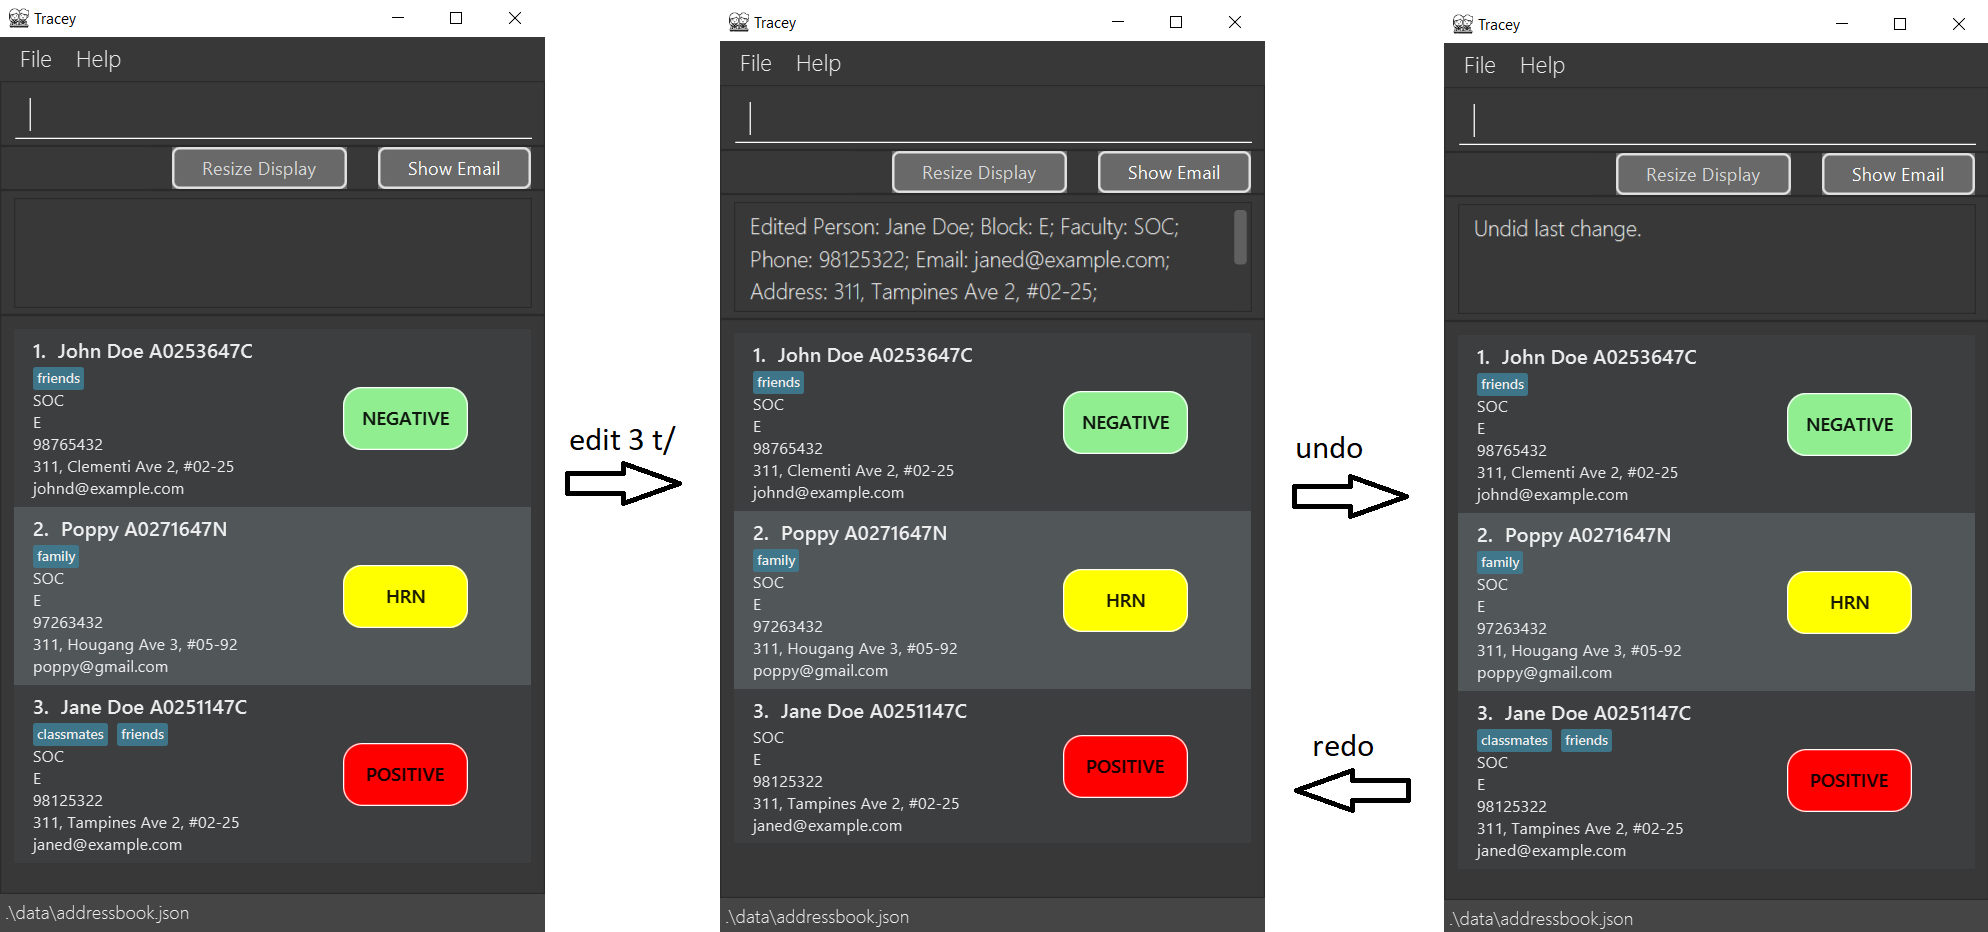 Tracey
File Help
Resize Display Show Email
1. John Doe A0253647C
friends
SOC
E
98765432
311, Clementi Ave 2, #02-25
johnd@example.com
NEGATIVE
2. Poppy A0271647N
family
SOC
E
97263432
311, Hougang Ave 3, #05-92
poppy@gmail.com
HRN
3. Jane Doe A0251147C
classmates friends
SOC
E
98125322
311, Tampines Ave 2, #02-25
janed@example.com
POSITIVE
.\data\addressbook.json
edit 3 t/
Tracey
File Help
Resize Display Show Email
Edited Person: Jane Doe; Block: E; Faculty: SOC;
Phone: 98125322; Email: janed@example.com;
Address: 311, Tampines Ave 2, #02-25;
1. John Doe A0253647C
friends
SOC
E
98765432
311, Clementi Ave 2, #02-25
johnd@example.com
NEGATIVE
2. Poppy A0271647N
family
SOC
E
97263432
311, Hougang Ave 3, #05-92
poppy@gmail.com
HRN
3. Jane Doe A0251147C
SOC
E
98125322
311, Tampines Ave 2, #02-25
janed@example.com
POSITIVE
.\data\addressbook.json
undo
redo
Tracey
File Help
Resize Display Show Email
Undid last change.
1. John Doe A0253647C
friends
SOC
E
98765432
311, Clementi Ave 2, #02-25
johnd@example.com
NEGATIVE
2. Poppy A0271647N
family
SOC
E
97263432
311, Hougang Ave 3, #05-92
poppy@gmail.com
HRN
3. Jane Doe A0251147C
classmates friends
SOC
E
98125322
311, Tampines Ave 2, #02-25
janed@example.com
POSITIVE
.\data\addressbook.json